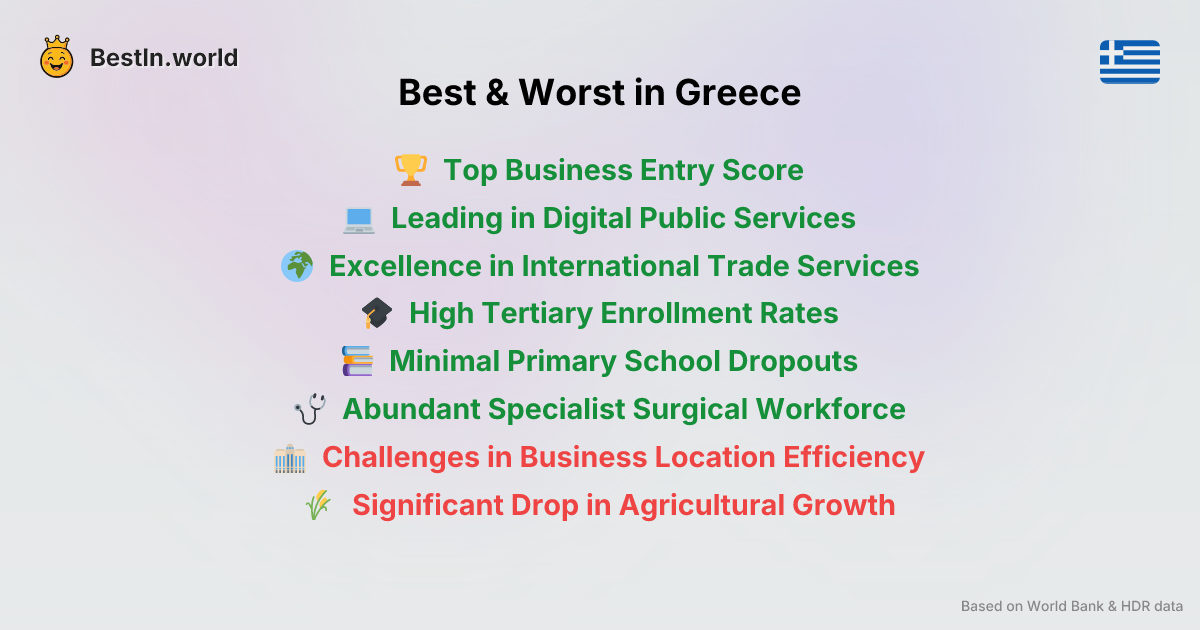 BestIn.world
Best & Worst in Greece
Top Business Entry Score
Leading in Digital Public Services
Excellence in International Trade Services
High Tertiary Enrollment Rates
Minimal Primary School Dropouts
Abundant Specialist Surgical Workforce
Challenges in Business Location Efficiency
Significant Drop in Agricultural Growth
Based on World Bank & HDR data